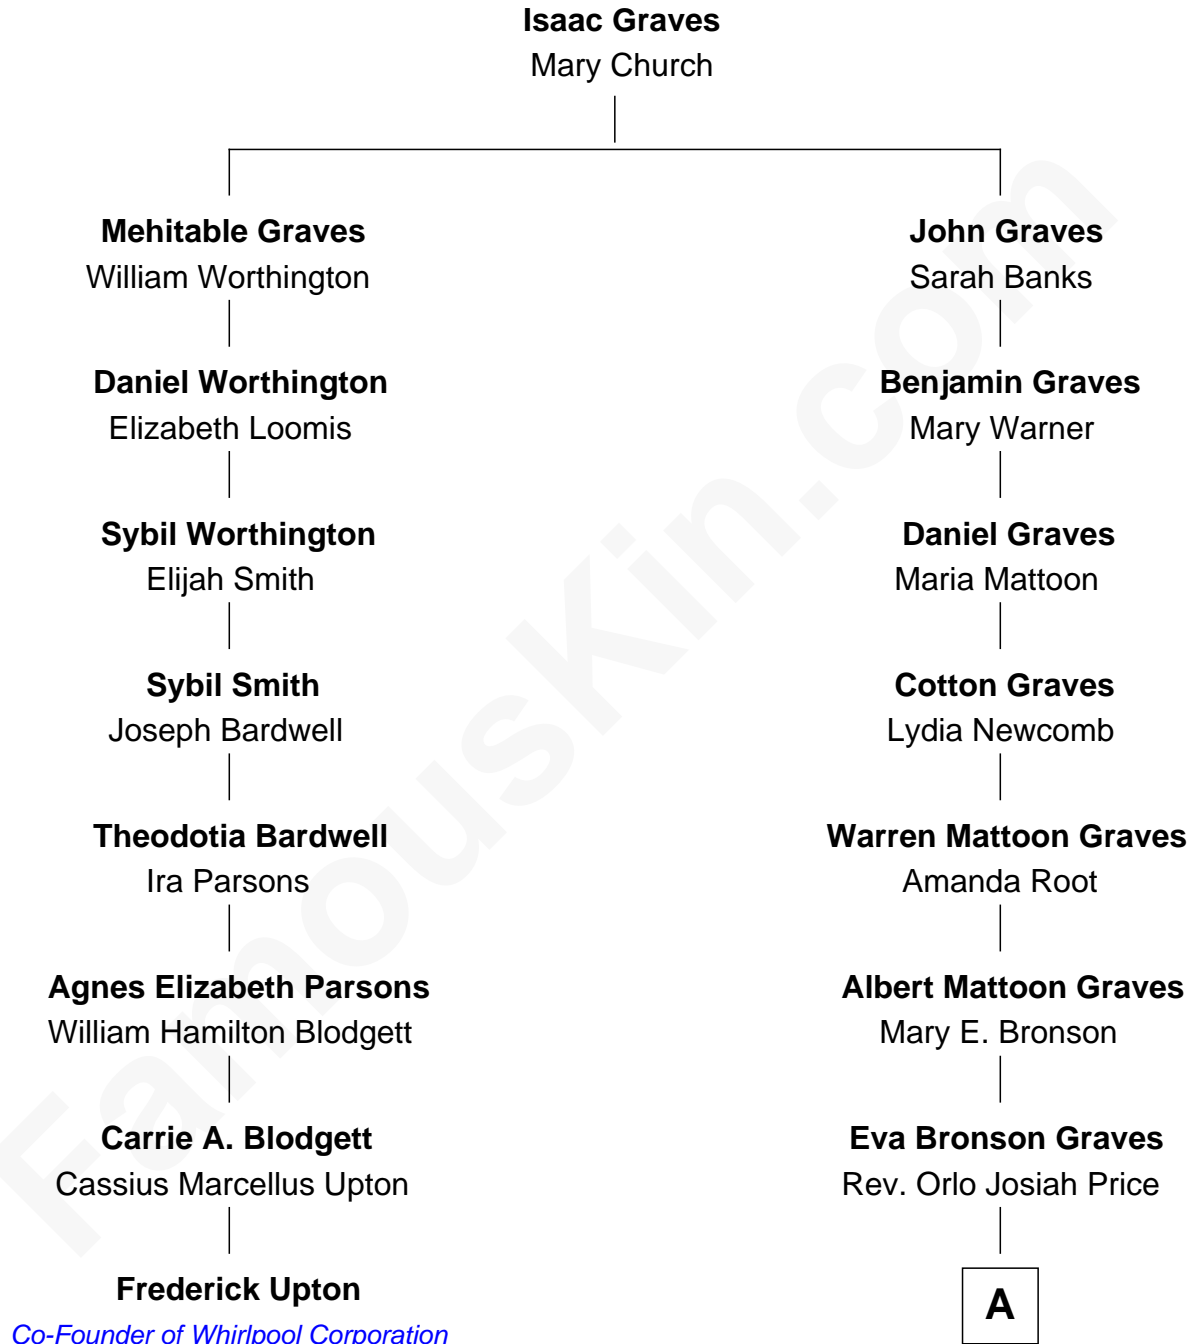 Isaac Graves
Mary Church
Mehitable Graves
William Worthington
John Graves
Sarah Banks
Daniel Worthington
Elizabeth Loomis
Benjamin Graves
Mary Warner
Sybil Worthington
Elijah Smith
Daniel Graves
Maria Mattoon
Sybil Smith
Joseph Bardwell
Cotton Graves
Lydia Newcomb
Theodotia Bardwell
Ira Parsons
Warren Mattoon Graves
Amanda Root
Agnes Elizabeth Parsons
William Hamilton Blodgett
Albert Mattoon Graves
Mary E. Bronson
Carrie A. Blodgett
Cassius Marcellus Upton
Eva Bronson Graves
Rev. Orlo Josiah Price
Frederick Upton
Co-Founder of Whirlpool Corporation
A
FamousKin.com